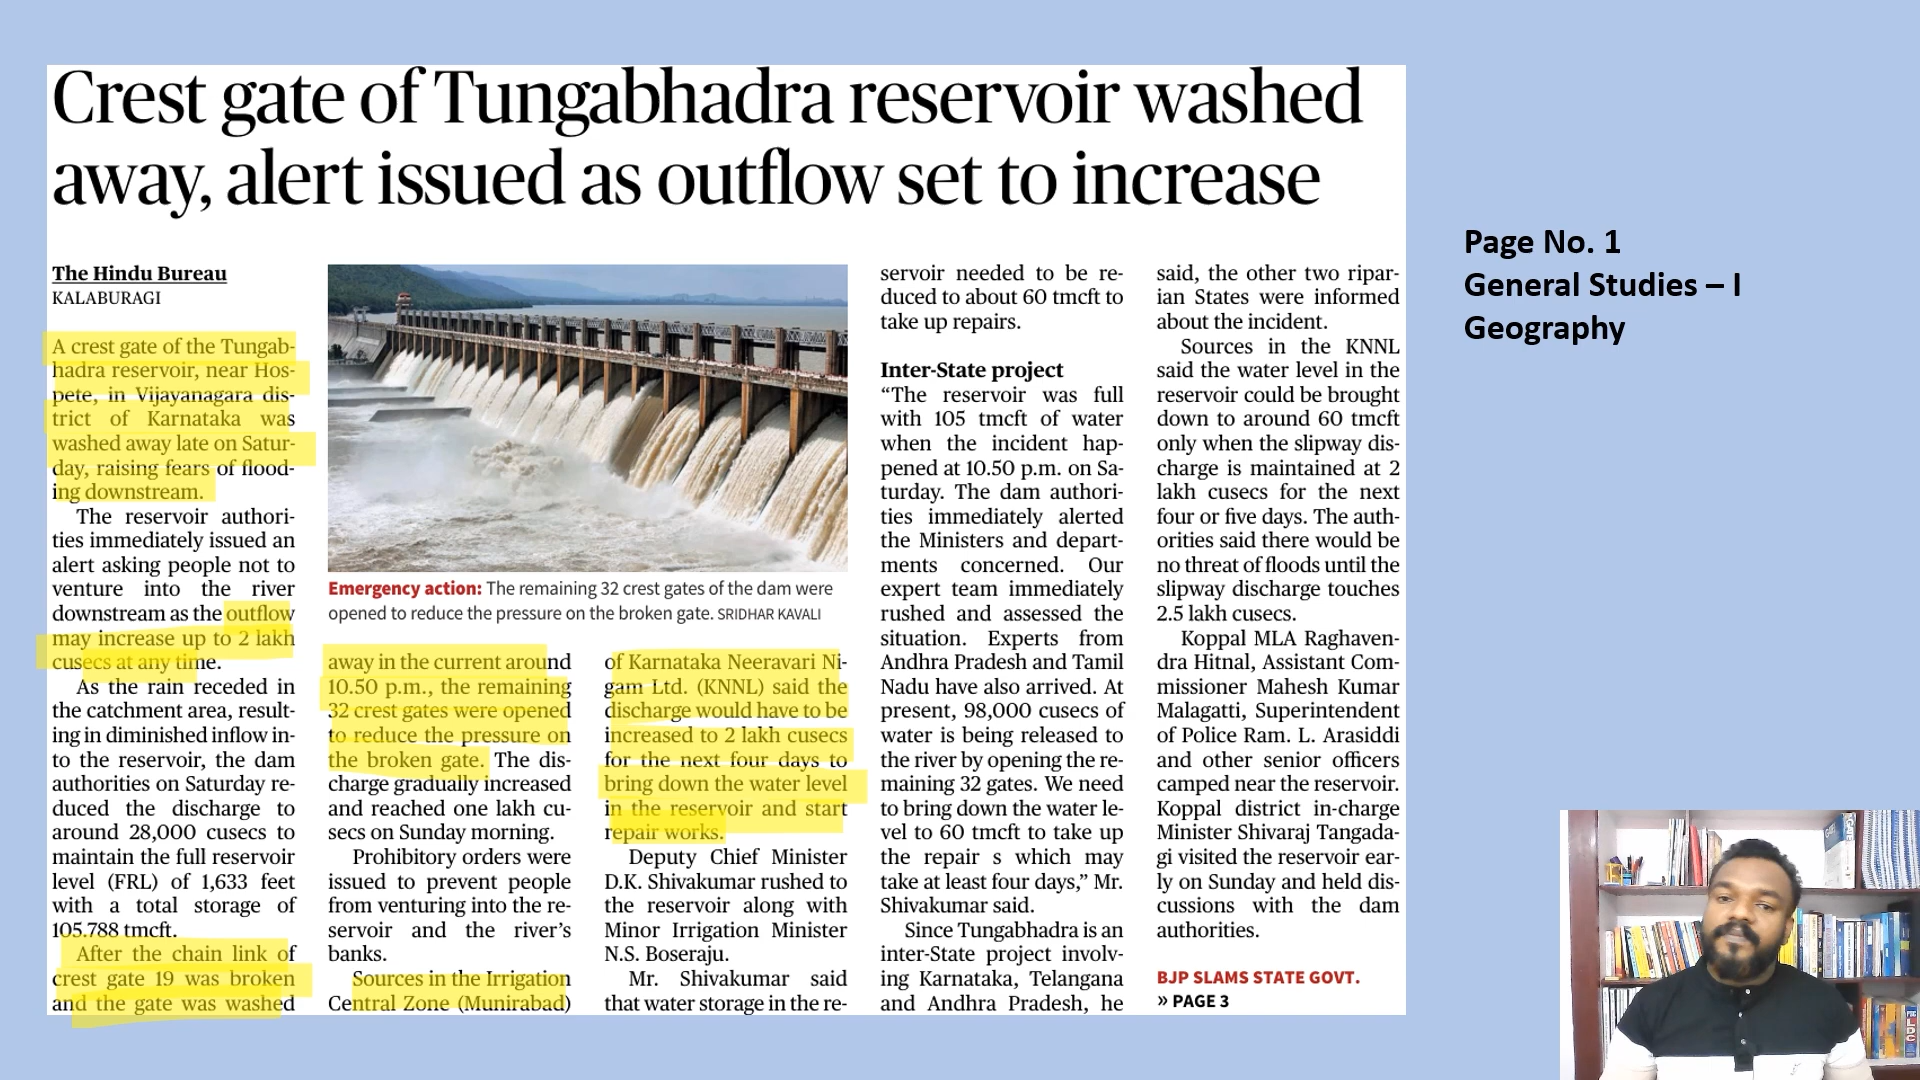 Crest gate of Tungabhadra reservoir washed
away, alert issued as outflow set to increase
The Hindu Bureau
KALABURAGI
A crest gate of the Tungab-
hadra reservoir, near Hos-
pete, in Vijayanagara dis-
trict of Karnataka was
washed away late on Satur-
day, raising fears of flood-
ing downstream.
The reservoir authori-
ties immediately issued an
alert asking people not to
venture into the river
downstream as the outflow
may increase up to 2 lakh
cusecs at any time.
As the rain receded in
the catchment area, result-
ing in diminished inflow in-
to the reservoir, the dam
authorities on Saturday re-
duced the discharge to
around 28,000 cusecs to
maintain the full reservoir
level (FRL) of 1,633 feet
with a total storage of
105.788 tmcft.
After the chain link of
crest gate 19 was broken
and the gate was washed
Emergency action: The remaining 32 crest gates of the dam were
opened to reduce the pressure on the broken gate. SRIDHAR KAVALI
away in the current around
10.50 p.m., the remaining
32 crest gates were opened
to reduce the pressure on
the broken gate. The dis-
charge gradually increased
and reached one lakh cu-
secs on Sunday morning.
Prohibitory orders were
issued to prevent people
from venturing into the re-
servoir and the river's
banks.
Sources in the Irrigation
Central Zone (Munirabad)
of Karnataka Neeravari Ni-
gam Ltd. (KNNL) said the
discharge would have to be
increased to 2 lakh cusecs
for the next four days to
bring down the water level
in the reservoir and start
repair works.
Deputy Chief Minister
D.K. Shivakumar rushed to
the reservoir along with
Minor Irrigation Minister
N.S. Boseraju.
Mr. Shivakumar said
that water storage in the re-
servoir needed to be re-
duced to about 60 tmcft to
take up repairs.
Inter-State project
“The reservoir was full
with 105 tmcft of water
when the incident hap-
pened at 10.50 p.m. on Sa-
turday. The dam authori-
ties immediately alerted
the Ministers and depart-
ments concerned. Our
expert team immediately
rushed and assessed the
situation. Experts from
Andhra Pradesh and Tamil
Nadu have also arrived. At
present, 98,000 cusecs of
water is being released to
the river by opening the re-
maining 32 gates. We need
to bring down the water le-
vel to 60 tmcft to take up
the repair s which may
take at least four days,” Mr.
Shivakumar said.
Since Tungabhadra is an
inter-State project involv-
ing Karnataka, Telangana
and Andhra Pradesh, he
said, the other two ripar-
ian States were informed
about the incident.
Sources in the KNNL
said the water level in the
reservoir could be brought
down to around 60 tmcft
only when the slipway dis-
charge is maintained at 2
lakh cusecs for the next
four or five days. The auth-
orities said there would be
no threat of floods until the
slipway discharge touches
2.5 lakh cusecs.
Koppal MLA Raghaven-
dra Hitnal, Assistant Com-
missioner Mahesh Kumar
Malagatti, Superintendent
of Police Ram. L. Arasiddi
and other senior officers
camped near the reservoir.
Koppal district in-charge
Minister Shivaraj Tangada-
gi visited the reservoir ear-
ly on Sunday and held dis-
cussions with the dam
authorities.
BJP SLAMS STATE GOVT.
» PAGE 3
Page No. 1
General Studies – I
Geography